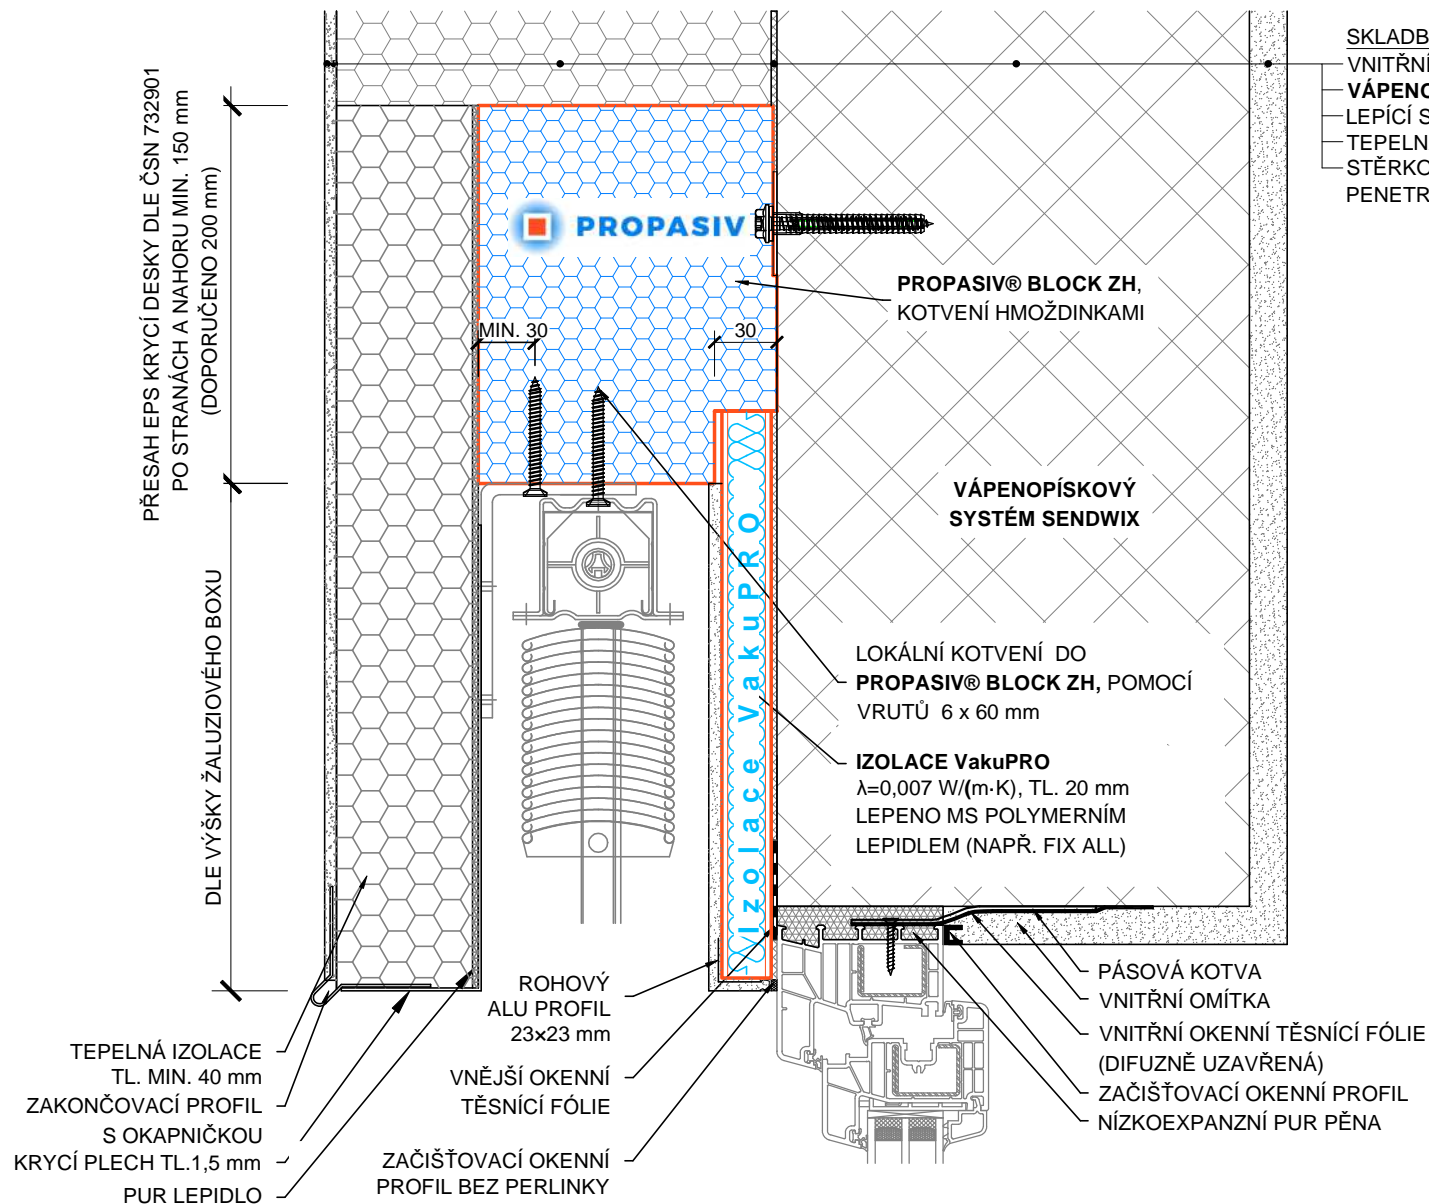 SKLADB
VNITŘNÍ
VÁPENO
LEPÍCÍ S
TEPELN
STĚRKO
PENETR
PŘESAH EPS KRYCÍ DESKY DLE ČSN 732901
PO STRANÁCH A NAHORU MIN. 150 mm
(DOPORUČENO 200 mm)
PROPASIV
PROPASIV® BLOCK ZH,
KOTVENÍ HMOŽDINKAMI
MIN. 30
30
VÁPENOPÍSKOVÝ
SYSTÉM SENDWIX
DLE VÝŠKY ŽALUZIOVÉHO BOXU
Izolace VakuPRO
LOKÁLNÍ KOTVENÍ DO
PROPASIV® BLOCK ZH, POMOCÍ
VRUTŮ 6 x 60 mm
IZOLACE VakuPRO
λ=0,007 W/(m·K), TL. 20 mm
LEPENO MS POLYMERNÍM
LEPIDLEM (NAPŘ. FIX ALL)
ROHOVÝ
ALU PROFIL
23×23 mm
VNĚJŠÍ OKENNÍ
TĚSNÍCÍ FÓLIE
ZAČIŠŤOVACÍ OKENNÍ
PROFIL BEZ PERLINKY
TEPELNÁ IZOLACE
TL. MIN. 40 mm
ZAKONČOVACÍ PROFIL
S OKAPNIČKOU
KRYCÍ PLECH TL.1,5 mm
PUR LEPIDLO
PÁSOVÁ KOTVA
VNITŘNÍ OMÍTKA
VNITŘNÍ OKENNÍ TĚSNÍCÍ FÓLIE
(DIFUZNĚ UZAVŘENÁ)
ZAČIŠŤOVACÍ OKENNÍ PROFIL
NÍZKOEXPANZNÍ PUR PĚNA